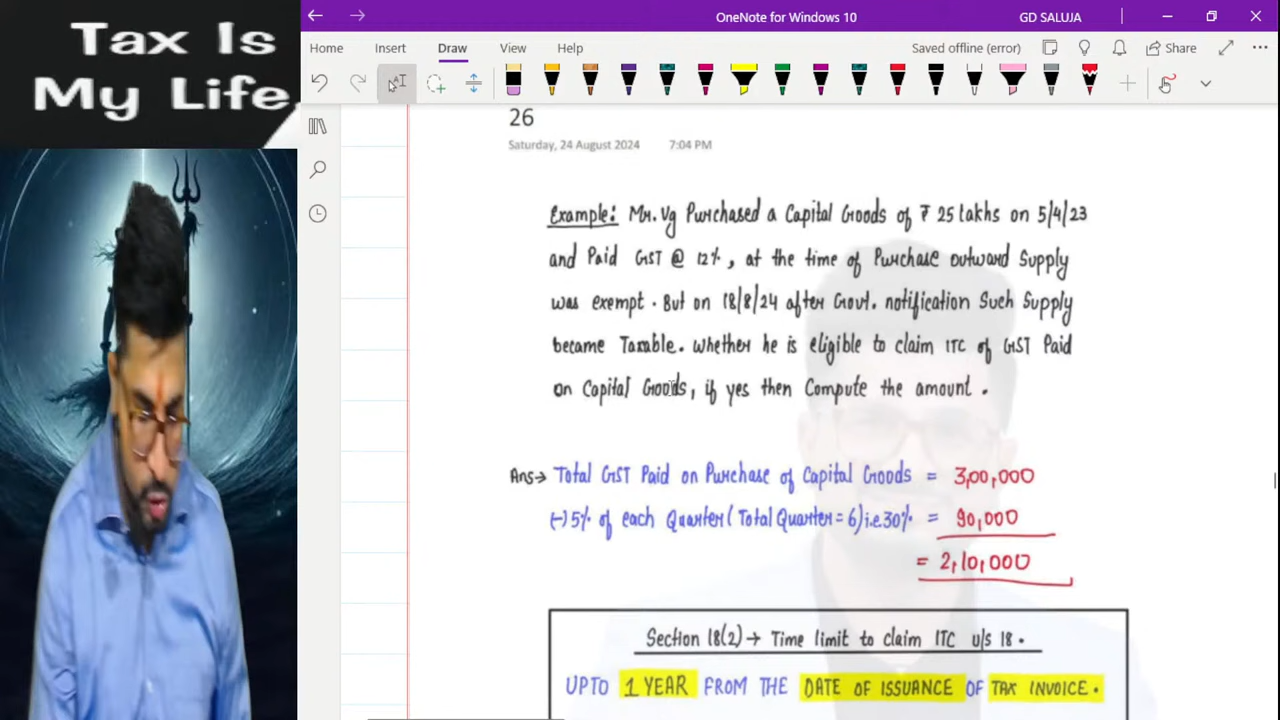 Tax Is
My Life
OneNote for Windows 10
GD SALUJA
Home Insert Draw View Help
Saved offline (error)
Share
26
Saturday, 24 August 2024 7:04 PM
Example: Mr. Vg Purchased a Capital Goods of ₹ 25 lakhs on 5/4/23
and Paid GST @ 12%, at the time of Purchase outward Supply
was exempt. But on 18/8/24 after Govt. notification Such Supply
became Taxable. Whether he is eligible to claim ITC of GST Paid
on Capital Goods, if yes then Compute the amount.
Ans→ Total GST Paid on Purchase of Capital Goods = 3,00,000
(-) 5% of each Quarter (Total Quarter = 6) i.e. 30% = 90,000
= 2,10,000
Section 18(2) → Time limit to claim ITC u/s 18.
UPTO 1 YEAR FROM THE DATE OF ISSUANCE OF TAX INVOICE.